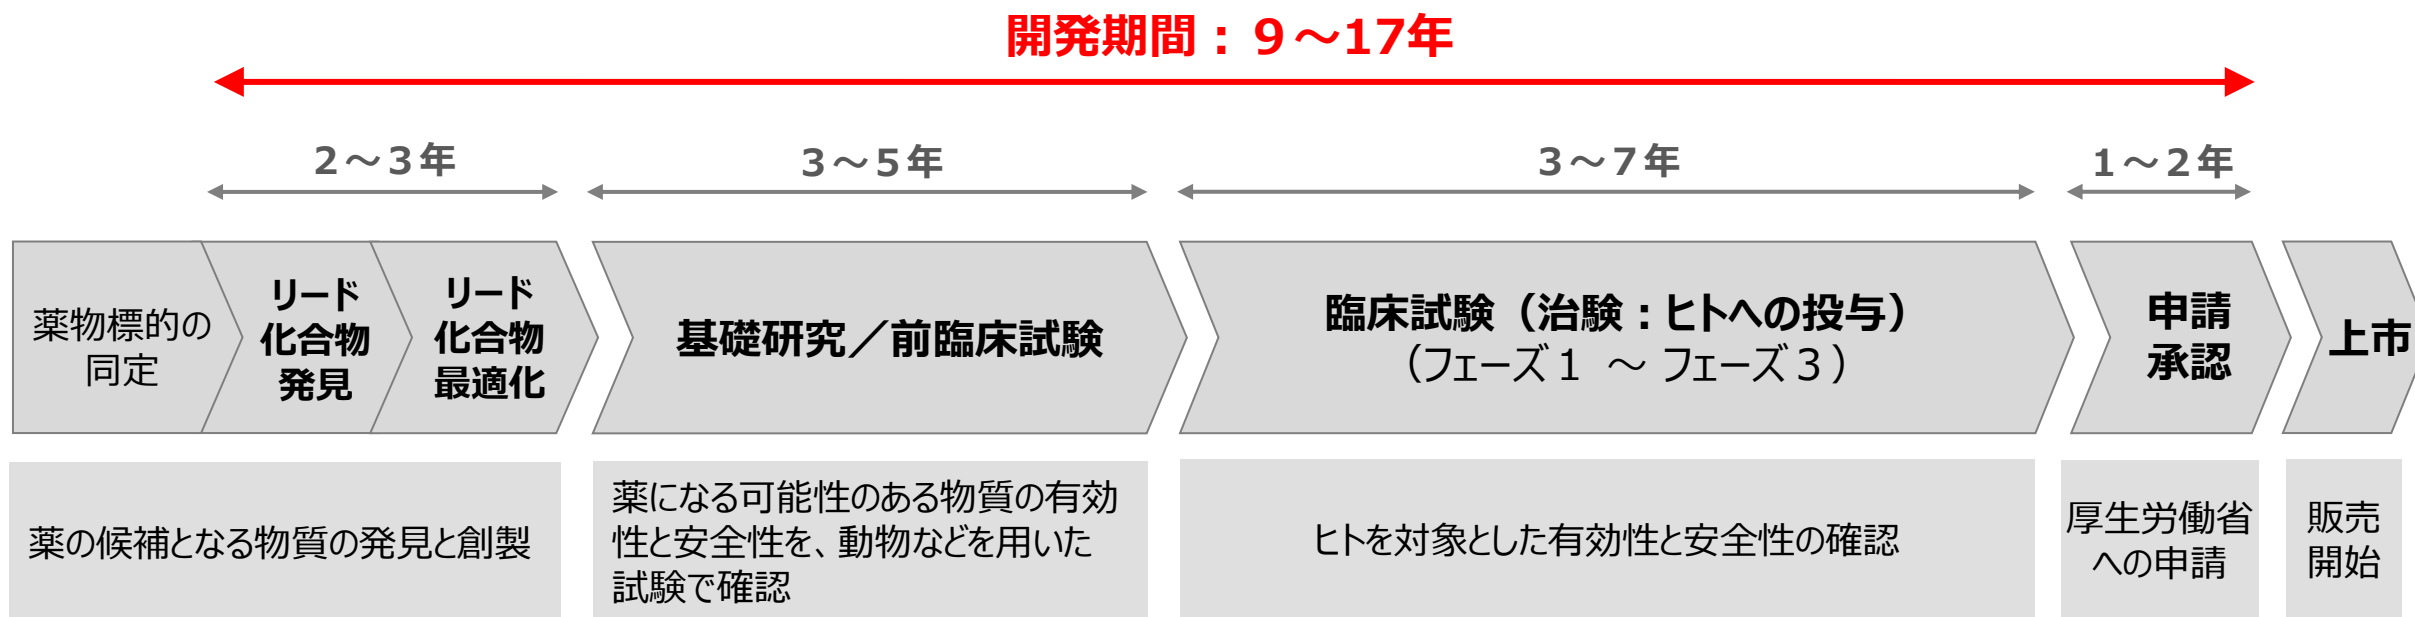 開発期間：９～17年
２～３年
３～５年
３～７年
１～２年
薬物標的の
同定
リード
化合物
発見
リード
化合物
最適化
基礎研究／前臨床試験
臨床試験（治験：ヒトへの投与）
（フェーズ１ ～ フェーズ３）
申請
承認
上市
薬の候補となる物質の発見と創製
薬になる可能性のある物質の有効
性と安全性を、動物などを用いた
試験で確認
ヒトを対象とした有効性と安全性の確認
厚生労働省
への申請
販売
開始